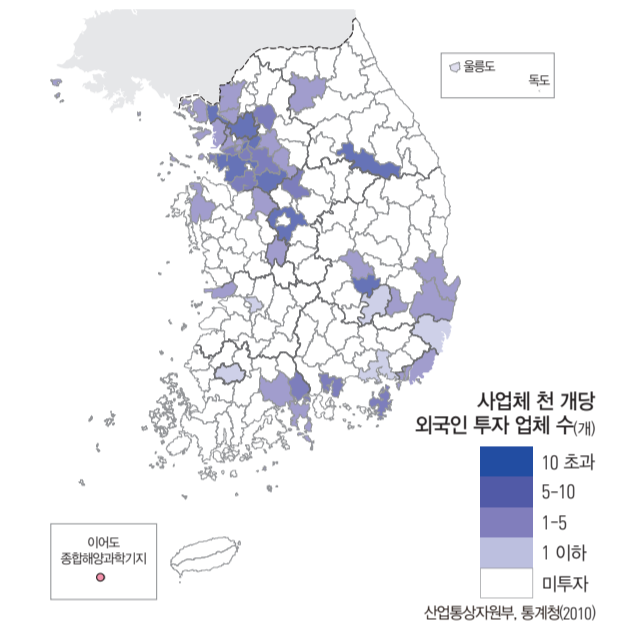 울릉도
독도
사업체 천 개당
외국인 투자 업체 수(개)
10 초과
5-10
1-5
1 이하
미투자
이어도
종합해양과학기지
산업통상자원부, 통계청(2010)